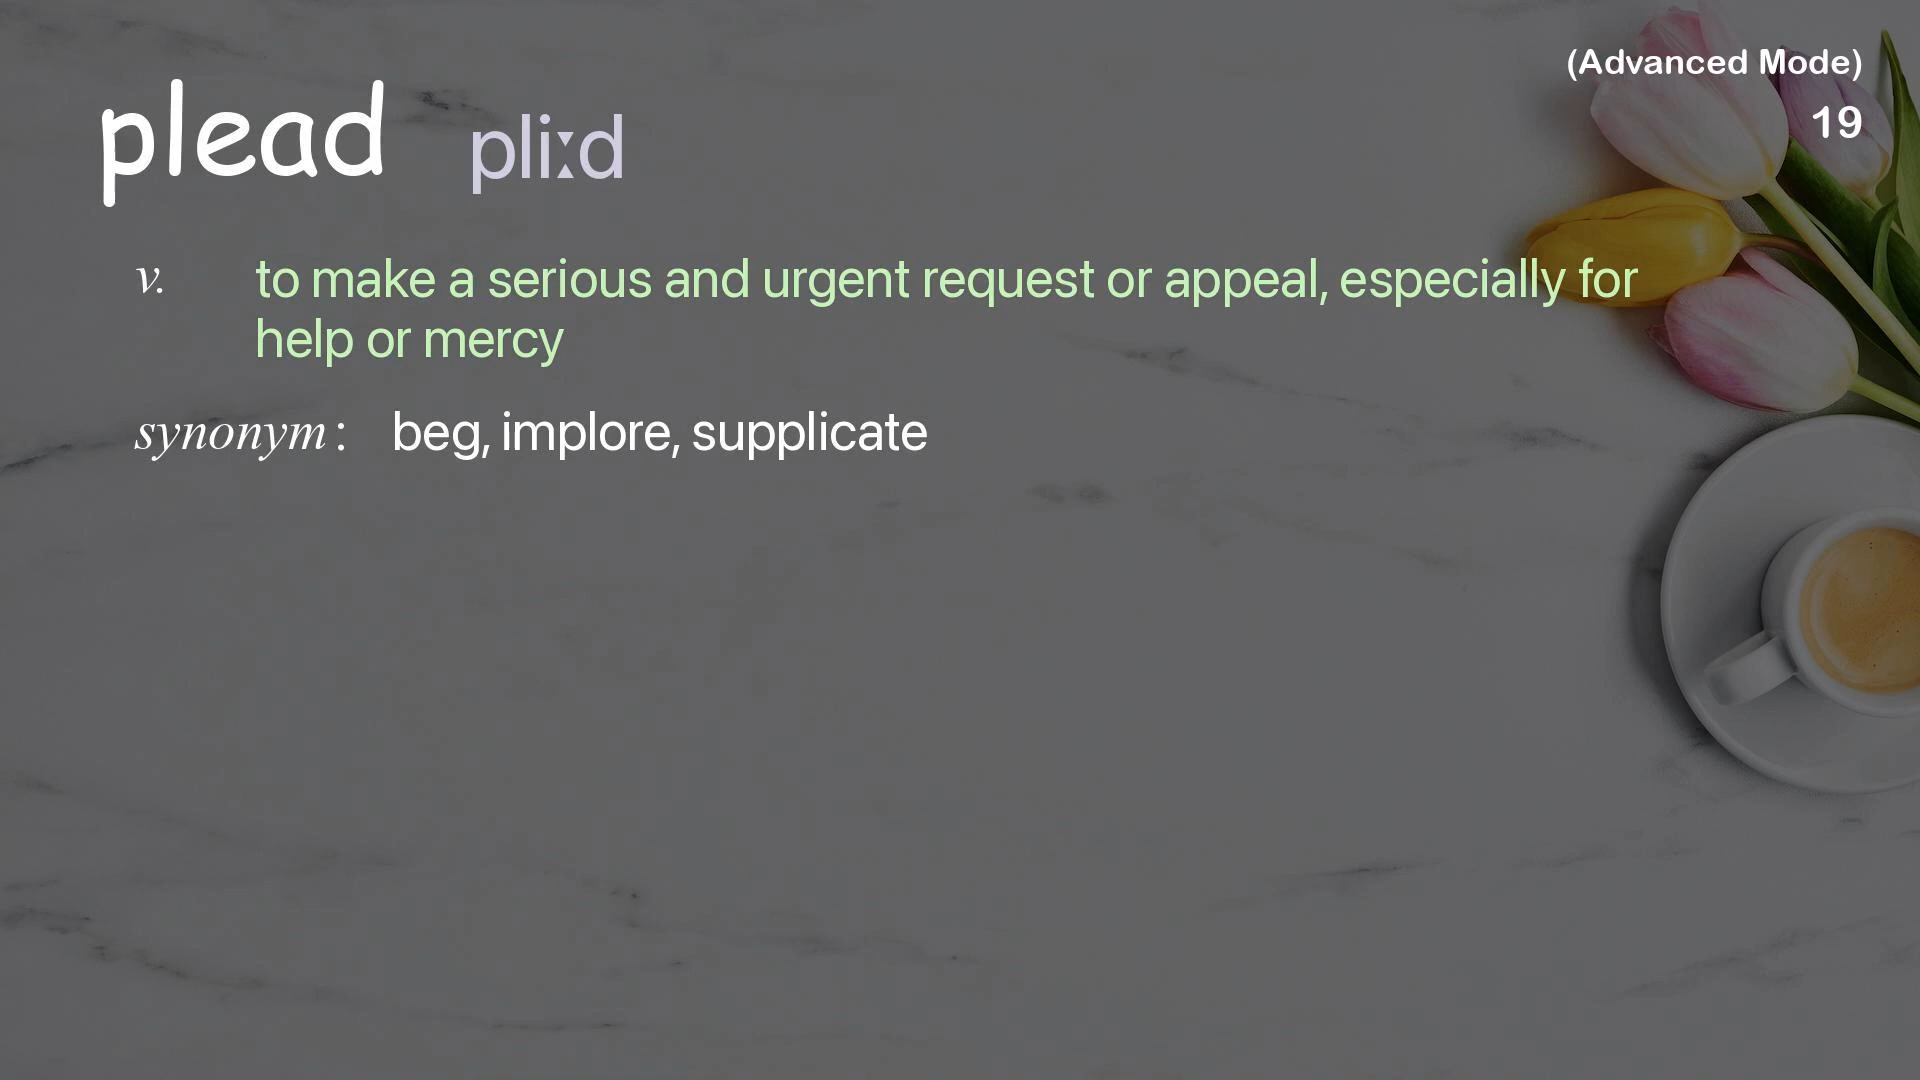 (Advanced Mode)
19
plead pliːd
v. to make a serious and urgent request or appeal, especially for
help or mercy
synonym: beg, implore, supplicate